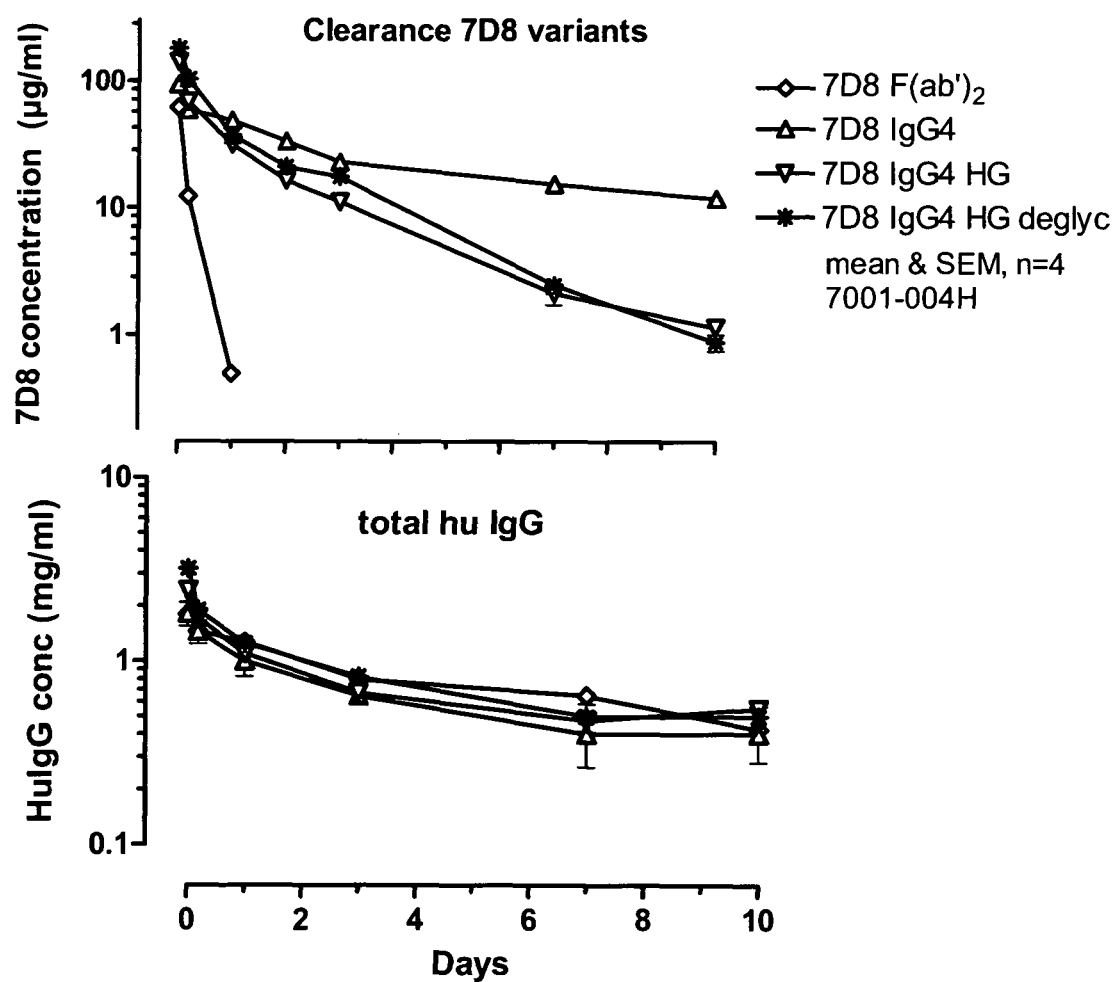 Clearance 7D8 variants
7D8 concentration (µg/ml)
100
10
1
7D8 F(ab')2
7D8 IgG4
7D8 IgG4 HG
7D8 IgG4 HG deglyc
mean & SEM, n=4
7001-004H
total hu IgG
HuIgG conc (mg/ml)
10
1
0.1
0 2 4 6 8 10
Days